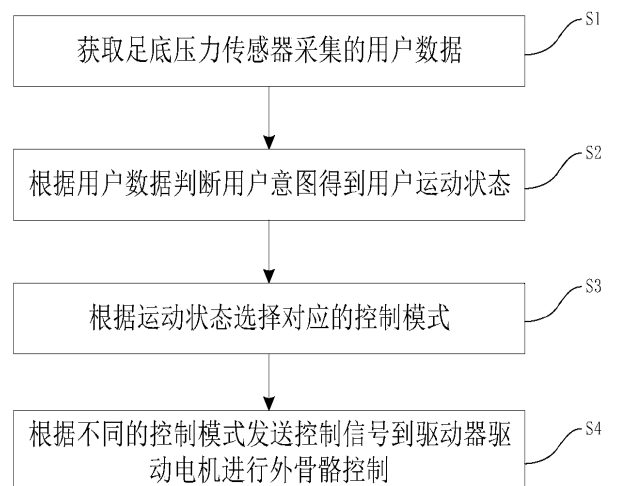 获取足底压力传感器采集的用户数据
S1
根据用户数据判断用户意图得到用户运动状态
S2
根据运动状态选择对应的控制模式
S3
根据不同的控制模式发送控制信号到驱动器驱
动电机进行外骨骼控制
S4